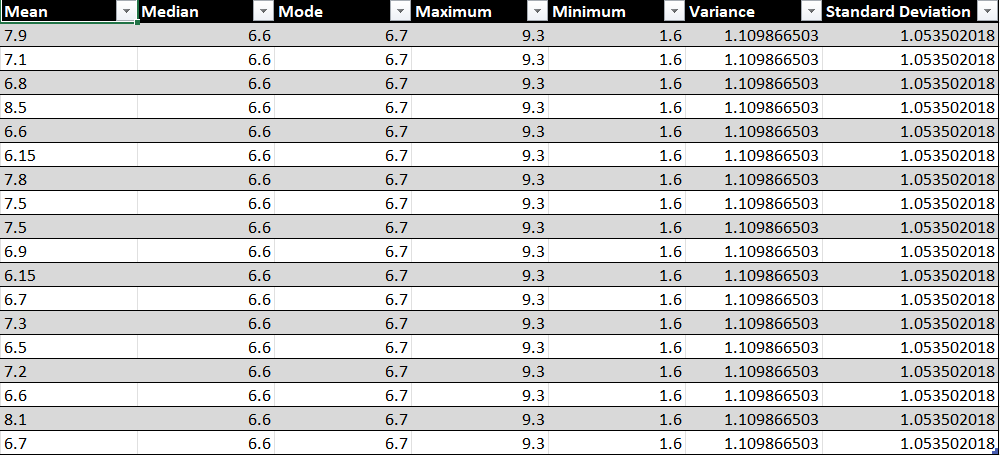 Mean Median Mode Maximum Minimum Variance Standard Deviation
7.9 6.6 6.7 9.3 1.6 1.109866503 1.053502018
7.1 6.6 6.7 9.3 1.6 1.109866503 1.053502018
6.8 6.6 6.7 9.3 1.6 1.109866503 1.053502018
8.5 6.6 6.7 9.3 1.6 1.109866503 1.053502018
6.6 6.6 6.7 9.3 1.6 1.109866503 1.053502018
6.15 6.6 6.7 9.3 1.6 1.109866503 1.053502018
7.8 6.6 6.7 9.3 1.6 1.109866503 1.053502018
7.5 6.6 6.7 9.3 1.6 1.109866503 1.053502018
7.5 6.6 6.7 9.3 1.6 1.109866503 1.053502018
6.9 6.6 6.7 9.3 1.6 1.109866503 1.053502018
6.15 6.6 6.7 9.3 1.6 1.109866503 1.053502018
6.7 6.6 6.7 9.3 1.6 1.109866503 1.053502018
7.3 6.6 6.7 9.3 1.6 1.109866503 1.053502018
6.5 6.6 6.7 9.3 1.6 1.109866503 1.053502018
7.2 6.6 6.7 9.3 1.6 1.109866503 1.053502018
6.6 6.6 6.7 9.3 1.6 1.109866503 1.053502018
8.1 6.6 6.7 9.3 1.6 1.109866503 1.053502018
6.7 6.6 6.7 9.3 1.6 1.109866503 1.053502018